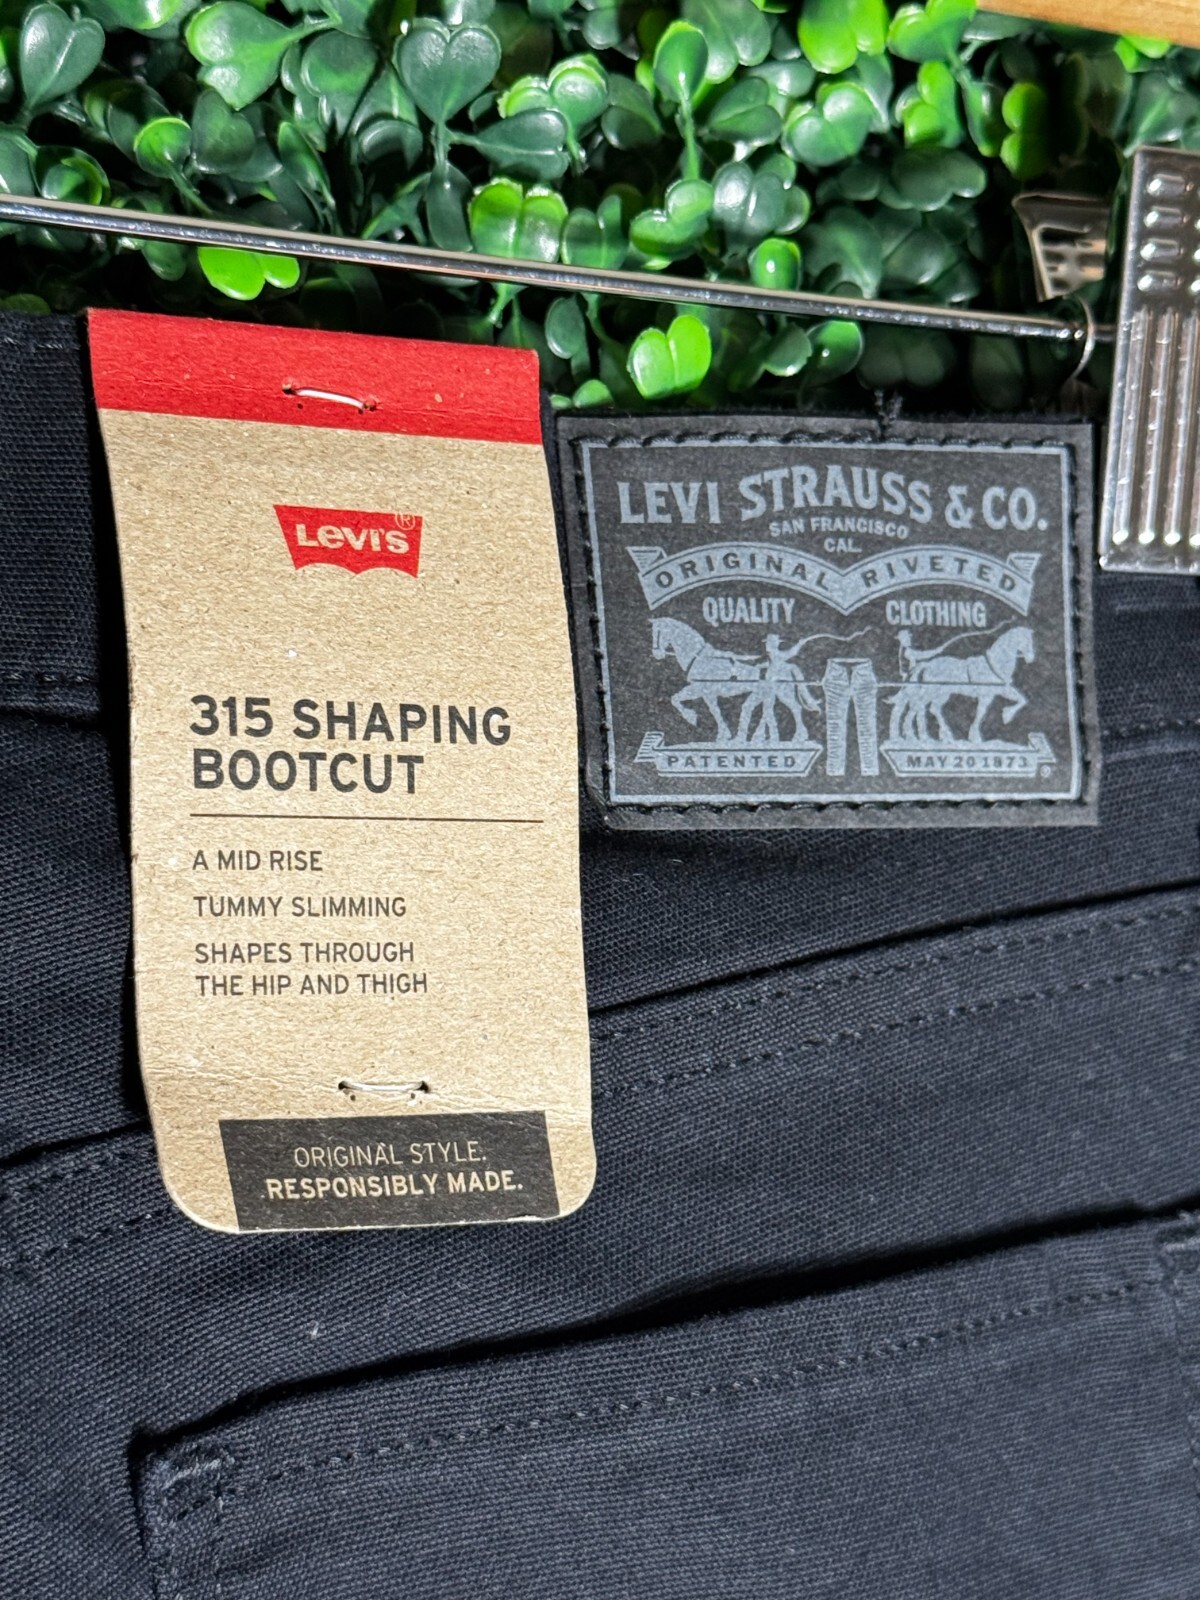 LEVI'S®
315 SHAPING
BOOTCUT
A MID RISE
TUMMY SLIMMING
SHAPES THROUGH
THE HIP AND THIGH
ORIGINAL STYLE.
RESPONSIBLY MADE.
LEVI STRAUSS & CO.
SAN FRANCISCO
CAL.
ORIGINAL RIVETED
QUALITY CLOTHING
PATENTED MAY 20 1873 ®